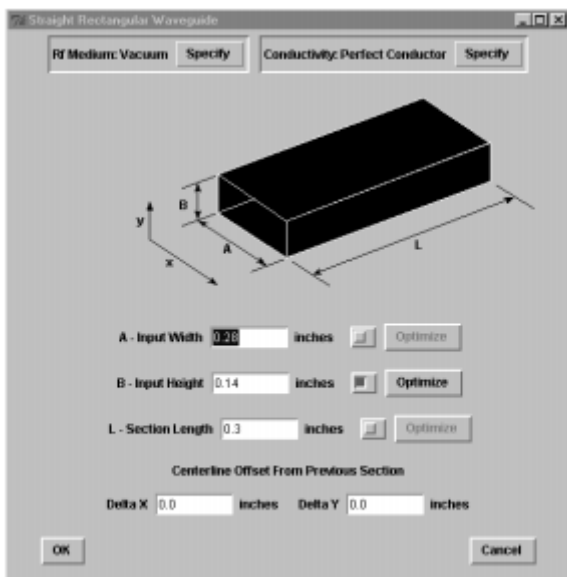 Straight Rectangular Waveguide
Rf Medium: Vacuum Specify Conductivity: Perfect Conductor Specify
B
y
A
L
x
A - Input Width 0.28 inches Optimize
B - Input Height 0.14 inches Optimize
L - Section Length 0.3 inches Optimize
Centerline Offset From Previous Section
Delta X 0.0 inches Delta Y 0.0 inches
OK Cancel